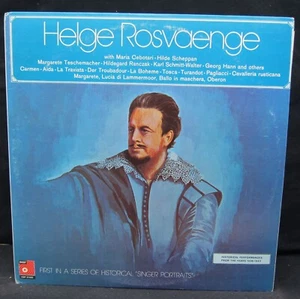 Helge Rosvaenge
with Maria Cebotari · Hilde Scheppan
Margarete Teschemacher · Hildegard Ranczak · Karl Schmitt-Walter · Georg Hann and others
Carmen · Aida · La Traviata · Der Troubadour · La Boheme · Tosca · Turandot · Pagliacci · Cavalleria rusticana
Margarete, Lucia di Lammermoor, Ballo in maschera, Oberon
HISTORICAL PERFORMANCES
FIRST IN A SERIES OF HISTORICAL "SINGER PORTRAITS"